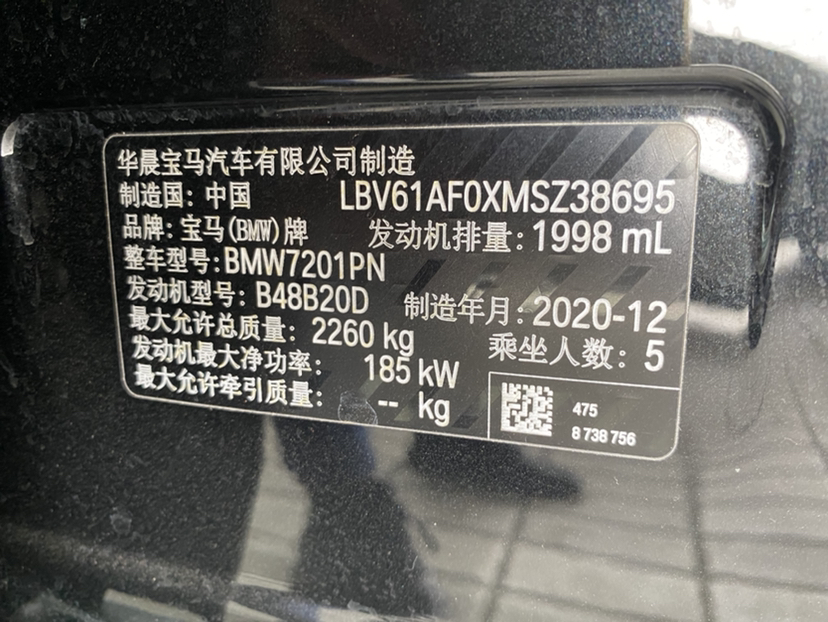 华晨宝马汽车有限公司制造
制造国：中国 LBV61AF0XMSZ38695
品牌：宝马(BMW)牌 发动机排量：1998 mL
整车型号：BMW7201PN
发动机型号：B48B20D 制造年月：2020-12
最大允许总质量：2260 kg 乘坐人数：5
发动机最大净功率：185 kW
最大允许牵引质量：-- kg
475
8 738 756